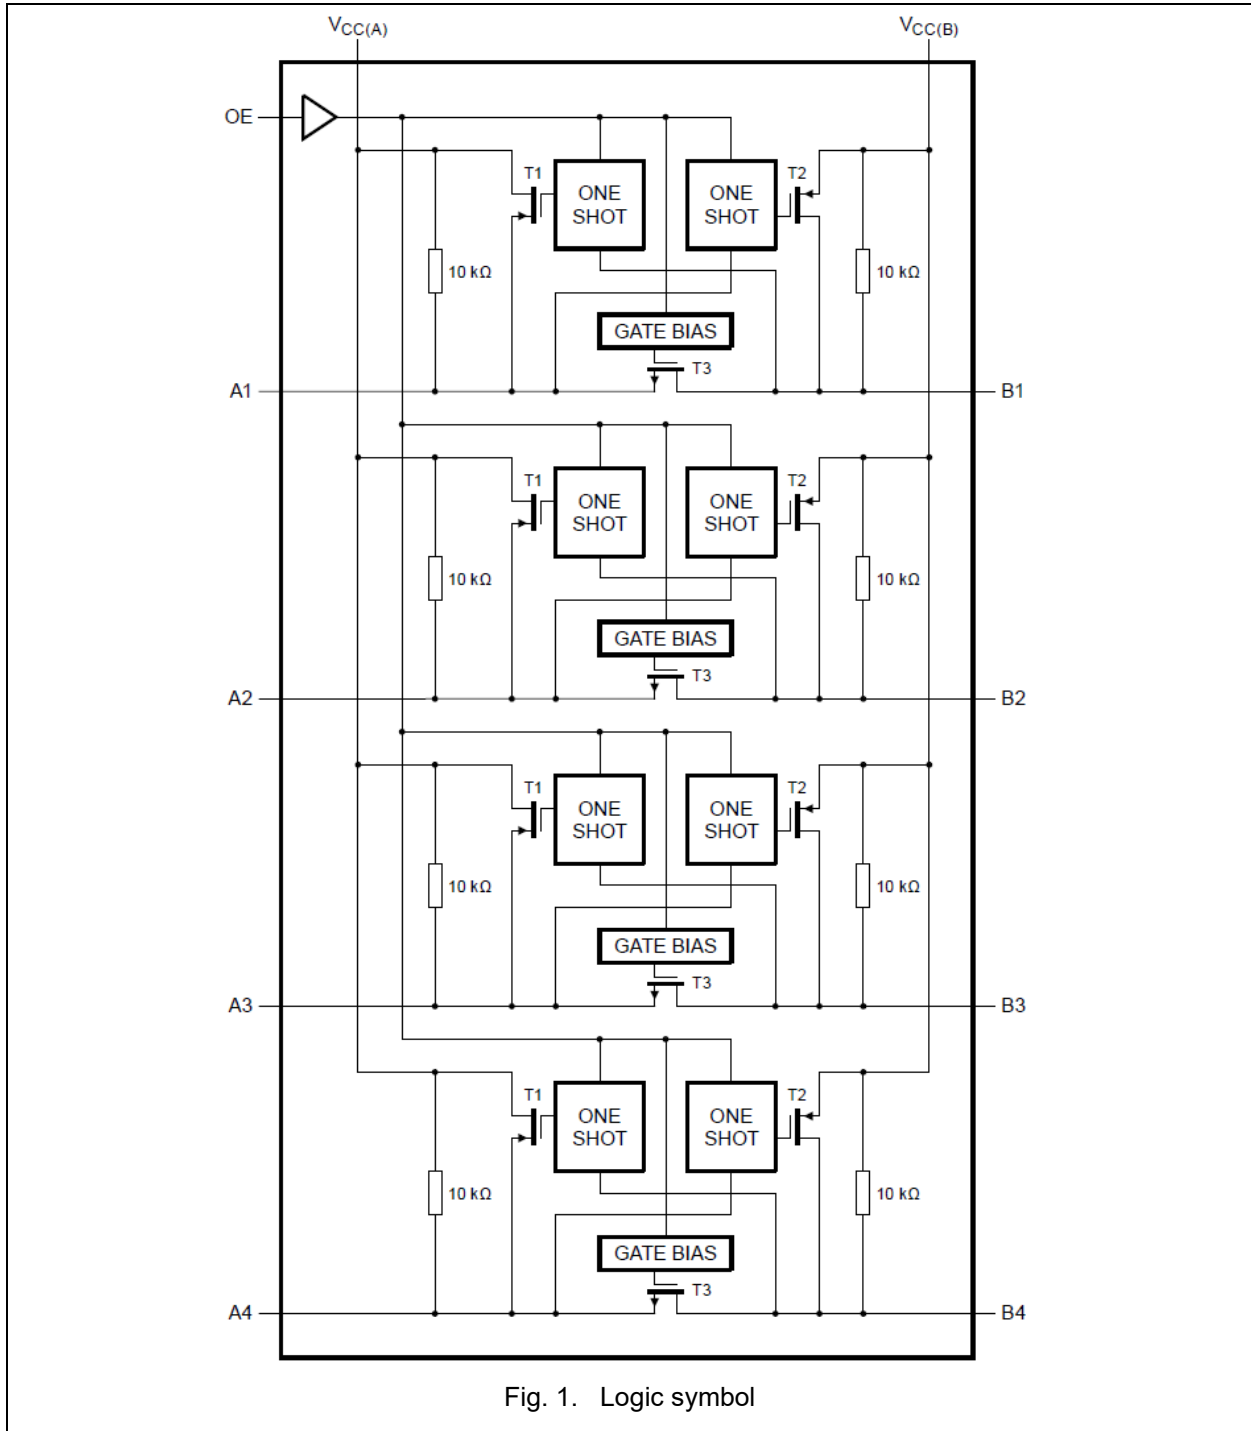 VCC(A) VCC(B)
OE
T1 ONE SHOT ONE SHOT T2
10 kΩ 10 kΩ
GATE BIAS
T3
A1 B1
T1 ONE SHOT ONE SHOT T2
10 kΩ 10 kΩ
GATE BIAS
T3
A2 B2
T1 ONE SHOT ONE SHOT T2
10 kΩ 10 kΩ
GATE BIAS
T3
A3 B3
T1 ONE SHOT ONE SHOT T2
10 kΩ 10 kΩ
GATE BIAS
T3
A4 B4
Fig. 1. Logic symbol